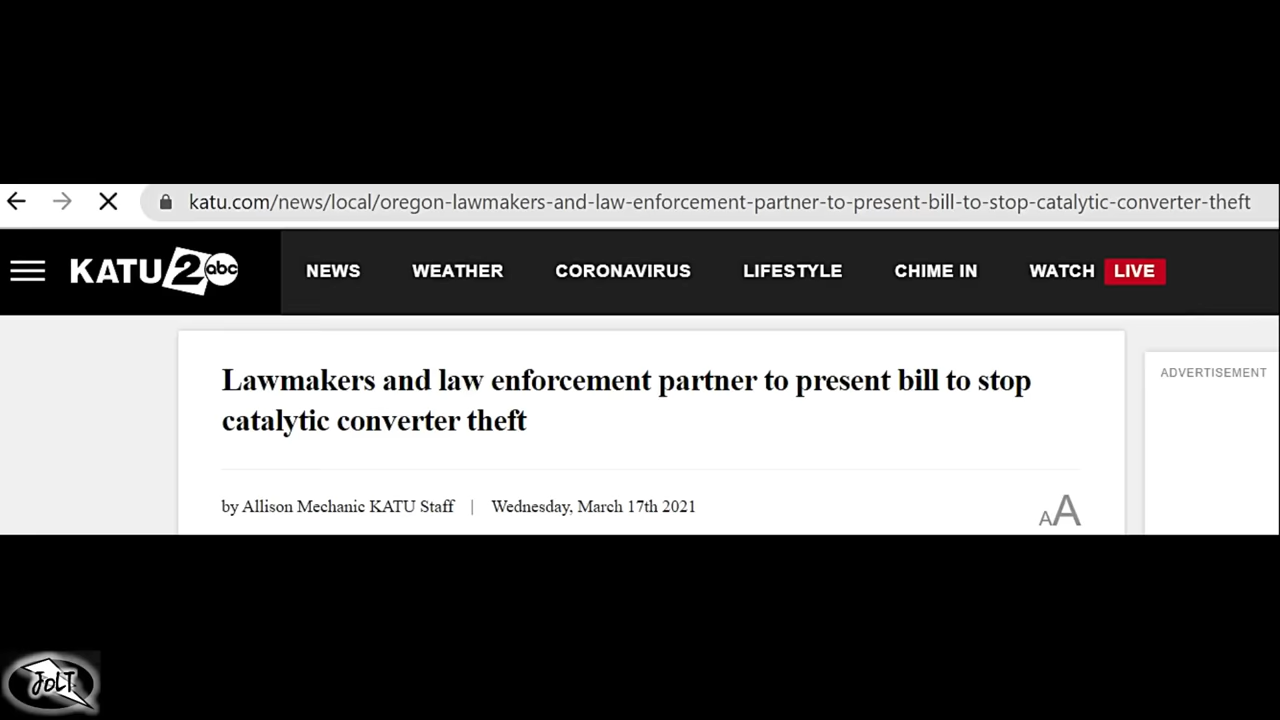 katu.com/news/local/oregon-lawmakers-and-law-enforcement-partner-to-present-bill-to-stop-catalytic-converter-theft
KATU 2 abc NEWS WEATHER CORONAVIRUS LIFESTYLE CHIME IN WATCH LIVE
Lawmakers and law enforcement partner to present bill to stop
catalytic converter theft
ADVERTISEMENT
by Allison Mechanic KATU Staff | Wednesday, March 17th 2021
AA
JOLT